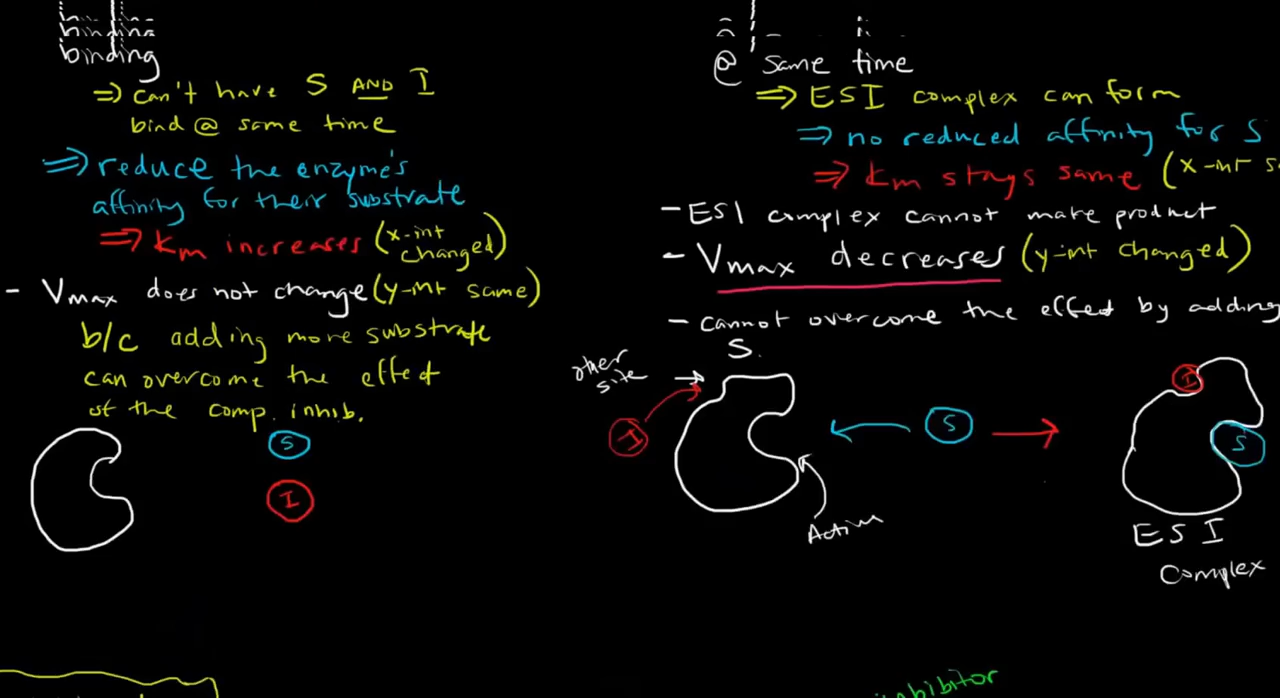 binding
binding
⇒ can't have S AND I
bind @ same time
⇒ reduce the enzyme's
affinity for their substrate
⇒ Km increases (x-int changed)
- Vmax does not change (y-int same)
b/c adding more substrate
can overcome the effect
of the comp. inhib.
S
I
@ same time
⇒ ESI complex can form
⇒ no reduced affinity for S
⇒ Km stays same (x-int s
- ESI complex cannot make product
- Vmax decreases (y-int changed)
- cannot overcome the effect by adding
S.
other
site
I
S
Active
I
S
ESI
Complex
inhibitor